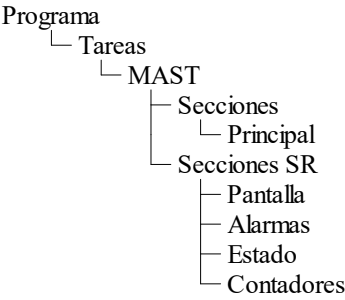 Programa
Tareas
MAST
Secciones
Principal
Secciones SR
Pantalla
Alarmas
Estado
Contadores